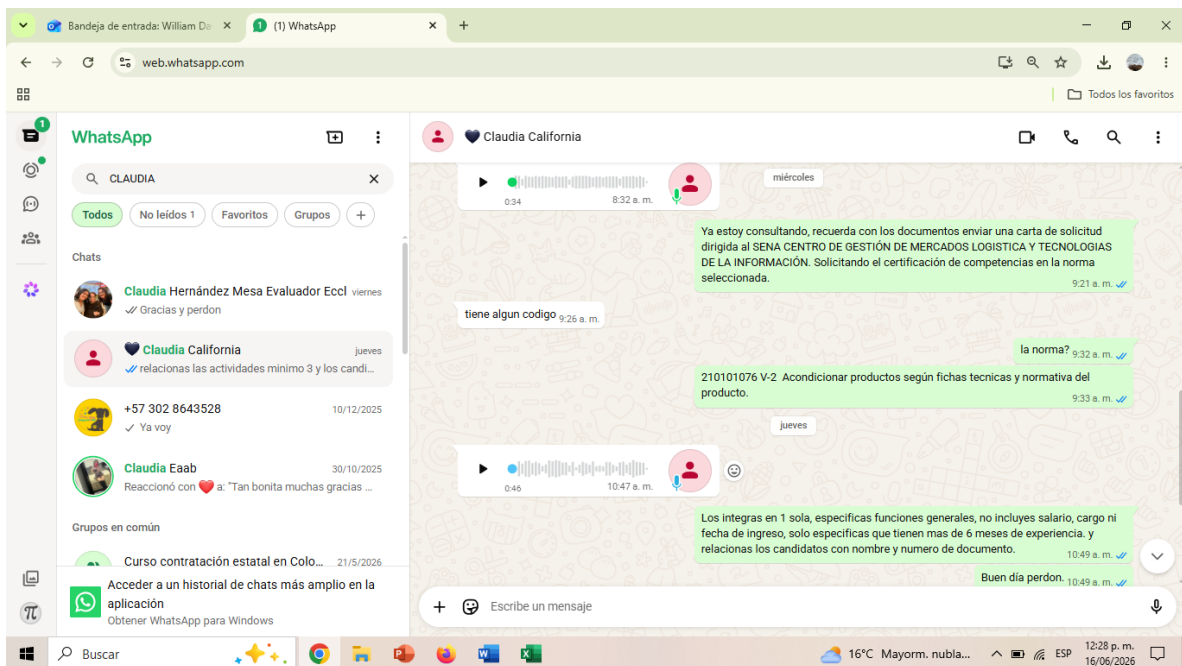 Bandeja de entrada: William Da
(1) WhatsApp
web.whatsapp.com
Todos los favoritos
1
WhatsApp
CLAUDIA
Todos
No leídos 1
Favoritos
Grupos
Chats
Claudia Hernández Mesa Evaluador Eccl viernes
Gracias y perdon
Claudia California jueves
relacionas las actividades minimo 3 y los candi...
+57 302 8643528 10/12/2025
Ya voy
Claudia Eaab 30/10/2025
Reaccionó con ❤️ a: "Tan bonita muchas gracias ...
Grupos en común
Curso contratación estatal en Colo... 21/5/2026
Acceder a un historial de chats más amplio en la
aplicación
Obtener WhatsApp para Windows
Claudia California
0:34 8:32 a. m.
miércoles
Ya estoy consultando, recuerda con los documentos enviar una carta de solicitud
dirigida al SENA CENTRO DE GESTIÓN DE MERCADOS LOGISTICA Y TECNOLOGIAS
DE LA INFORMACIÓN. Solicitando el certificación de competencias en la norma
seleccionada.
9:21 a. m.
tiene algun codigo 9:26 a. m.
la norma? 9:32 a. m.
210101076 V-2 Acondicionar productos según fichas tecnicas y normativa del
producto.
9:33 a. m.
jueves
0:46 10:47 a. m.
Los integras en 1 sola, especificas funciones generales, no incluyes salario, cargo ni
fecha de ingreso, solo especificas que tienen mas de 6 meses de experiencia. y
relacionas los candidatos con nombre y numero de documento.
10:49 a. m.
Buen día perdon. 10:49 a. m.
Escribe un mensaje
Buscar
16°C Mayorm. nubla...
ESP
12:28 p. m.
16/06/2026